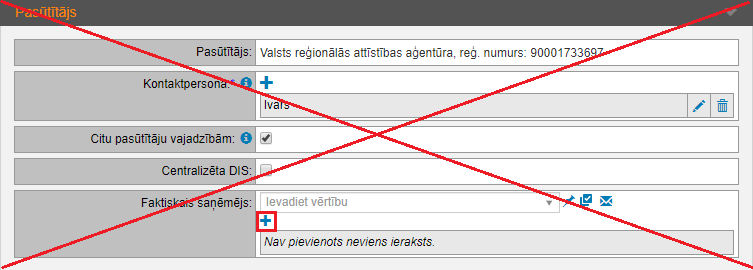 Pasūtītājs
Pasūtītājs: Valsts reģionālās attīstības aģentūra, reģ. numurs: 90001733697
Kontaktpersona:*
Ivars
Citu pasūtītāju vajadzībām:
Centralizēta DIS:
Faktiskais saņēmējs: Ievadiet vērtību
Nav pievienots neviens ieraksts.